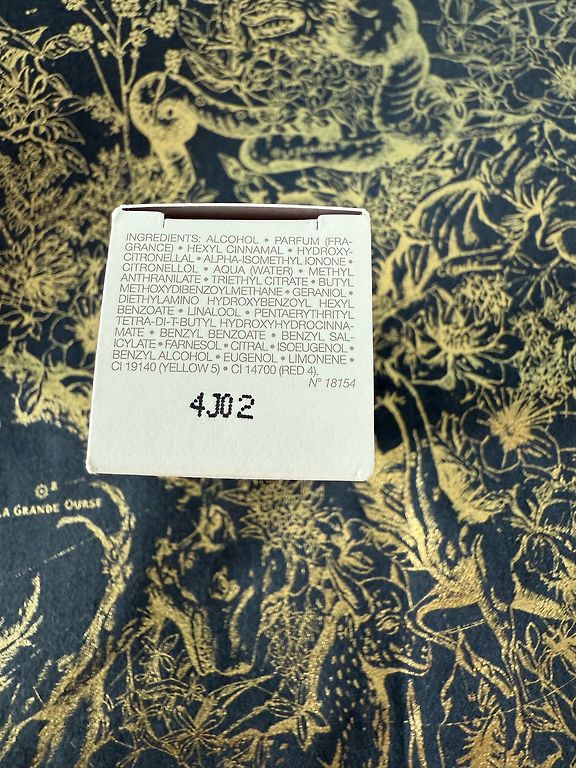 INGREDIENTS: ALCOHOL • PARFUM (FRA-
GRANCE) • HEXYL CINNAMAL • HYDROXY-
CITRONELLAL • ALPHA-ISOMETHYL IONONE •
CITRONELLOL • AQUA (WATER) • METHYL
ANTHRANILATE • TRIETHYL CITRATE • BUTYL
METHOXYDIBENZOYLMETHANE • GERANIOL •
DIETHYLAMINO HYDROXYBENZOYL HEXYL
BENZOATE • LINALOOL • PENTAERYTHRITYL
TETRA-DI-T-BUTYL HYDROXYHYDROCINNA-
MATE • BENZYL BENZOATE • BENZYL SAL-
ICYLATE • FARNESOL • CITRAL • ISOEUGENOL •
BENZYL ALCOHOL • EUGENOL • LIMONENE •
CI 19140 (YELLOW 5) • CI 14700 (RED 4).
N° 18154
4J02
LA GRANDE OURSE